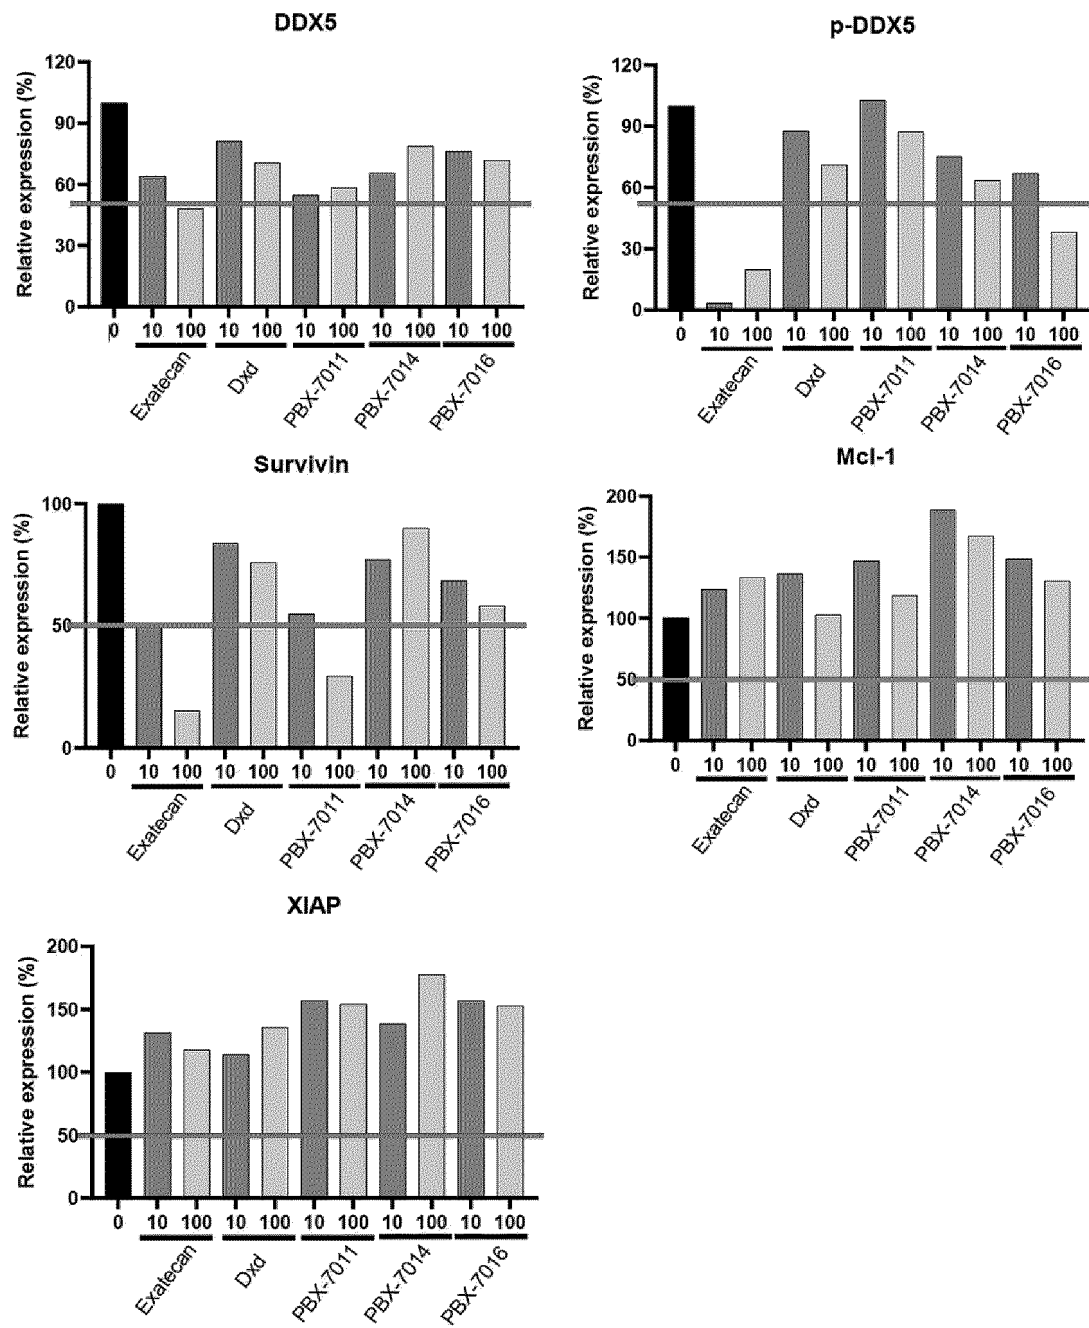 DDX5
Relative expression (%)
120
90
60
30
0
0 10 100 10 100 10 100 10 100 10 100
Exatecan Dxd PBX-7011 PBX-7014 PBX-7016
p-DDX5
Relative expression (%)
120
90
60
30
0
0 10 100 10 100 10 100 10 100 10 100
Exatecan Dxd PBX-7011 PBX-7014 PBX-7016
Survivin
Relative expression (%)
100
50
0
0 10 100 10 100 10 100 10 100 10 100
Exatecan Dxd PBX-7011 PBX-7014 PBX-7016
Mcl-1
Relative expression (%)
200
150
100
50
0
0 10 100 10 100 10 100 10 100 10 100
Exatecan Dxd PBX-7011 PBX-7014 PBX-7016
XIAP
Relative expression (%)
200
150
100
50
0
0 10 100 10 100 10 100 10 100 10 100
Exatecan Dxd PBX-7011 PBX-7014 PBX-7016